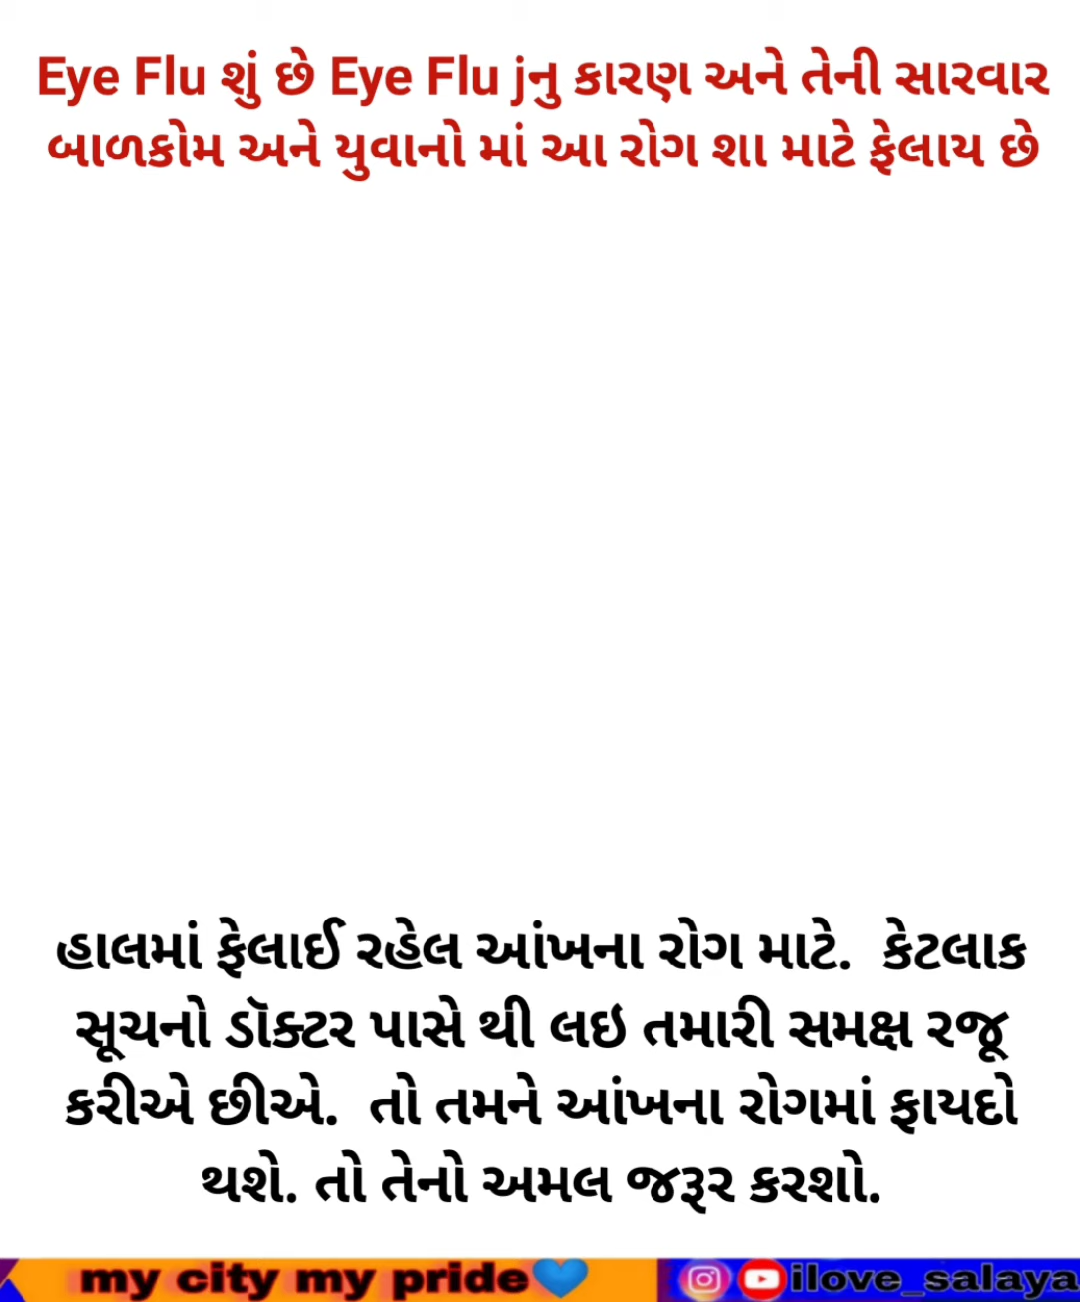 Eye Flu શું છે Eye Flu jનુ કારણ અને તેની સારવાર
બાળકોમ અને યુવાનો માં આ રોગ શા માટે ફેલાય છે
હાલમાં ફેલાઈ રહેલ આંખના રોગ માટે.  કેટલાક
સૂચનો ડૉક્ટર પાસે થી લઇ તમારી સમક્ષ રજૂ
કરીએ છીએ.  તો તમને આંખના રોગમાં ફાયદો
થશે. તો તેનો અમલ જરૂર કરશો.
my city my pride💙 ilove_salaya